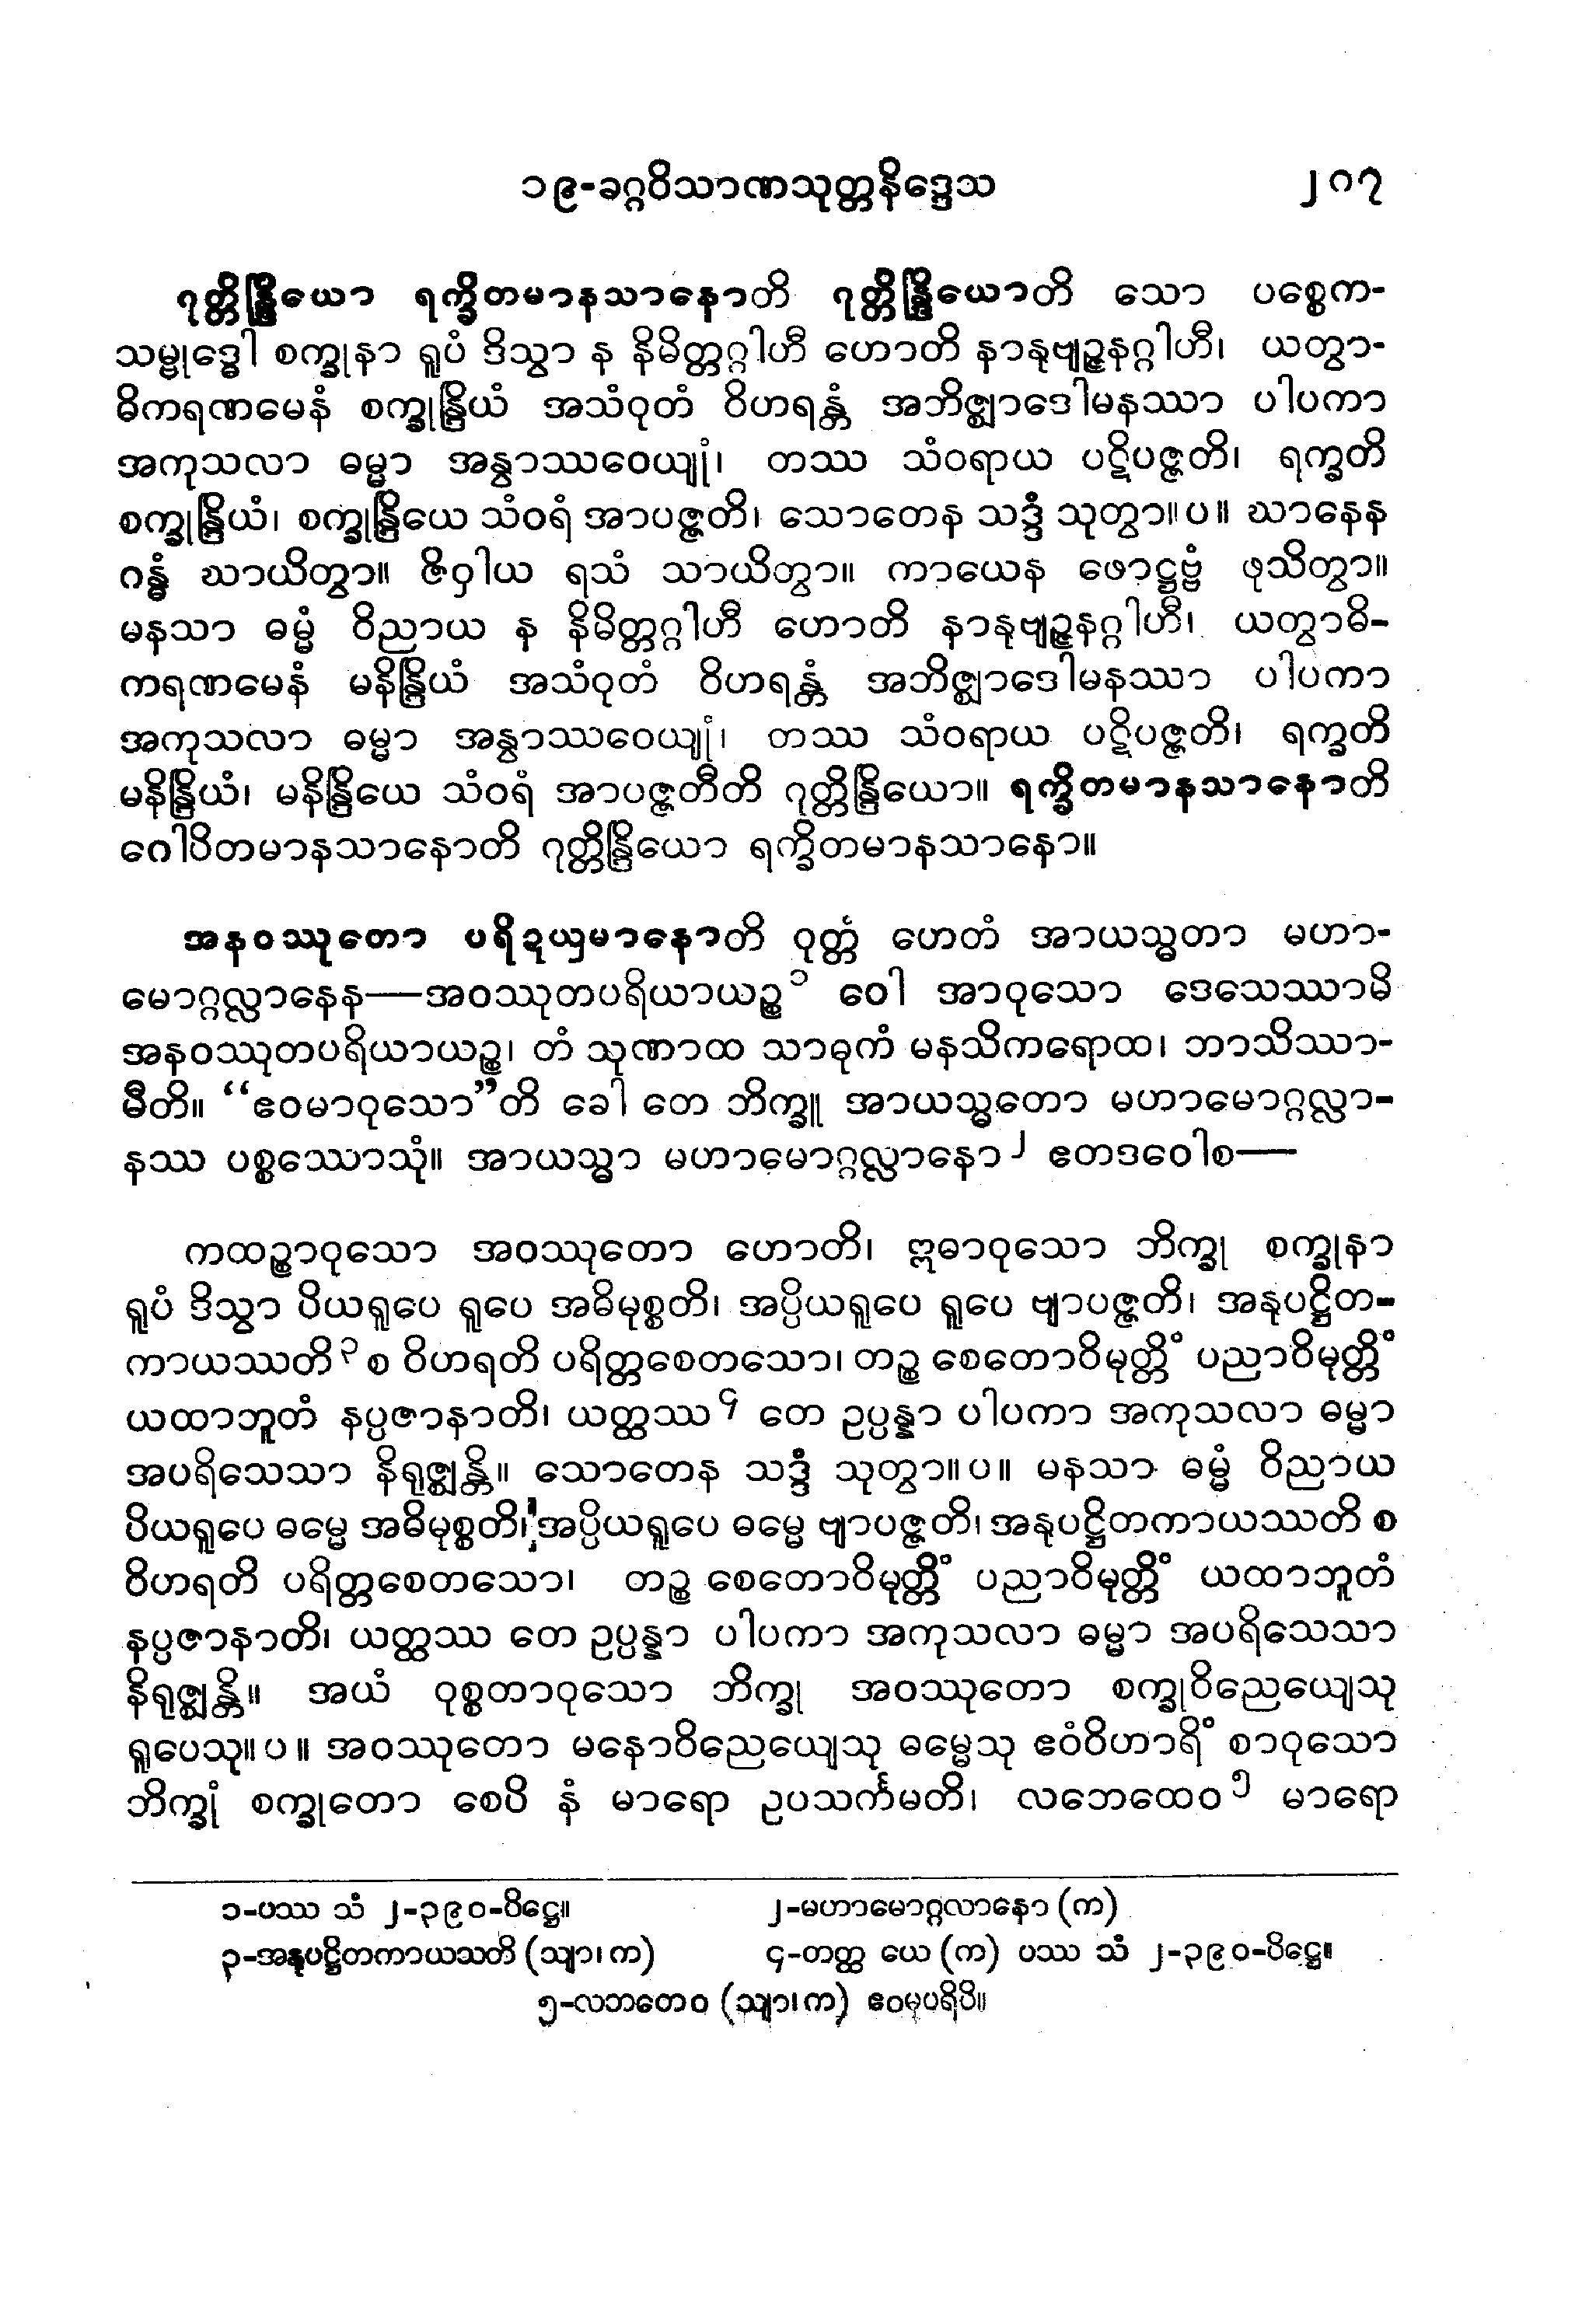 ၁၉-ခဂ္ဂဝိသာဏသုတ္တနိဒ္ဒေသ ၂၁၇
ဂုတ္တိန္ဒြိယော ရက္ခိတမာနသာနောတိ ဂုတ္တိန္ဒြိယောတိ သော ပစ္စေက-
သမ္ဗုဒ္ဓေါ စက္ခုနာ ရူပံ ဒိသွာ န နိမိတ္တဂ္ဂါဟီ ဟောတိ နာနုဗျဉ္ဇနဂ္ဂါဟီ၊ ယတွာ-
ဓိကရဏမေနံ စက္ခုန္ဒြိယံ အသံဝုတံ ဝိဟရန္တံ အဘိဇ္ဈာဒေါမနဿာ ပါပကာ
အကုသလာ ဓမ္မာ အနွာဿဝေယျုံ၊ တဿ သံဝရာယ ပဋိပဇ္ဇတိ၊ ရက္ခတိ
စက္ခုန္ဒြိယံ၊ စက္ခုန္ဒြိယေ သံဝရံ အာပဇ္ဇတိ၊ သောတေန သဒ္ဒံ သုတွာ။ပ။ ဃာနေန
ဂန္ဓံ ဃာယိတွာ။ ဇိဝှါယ ရသံ သာယိတွာ။ ကာယေန ဖောဋ္ဌဗ္ဗံ ဖုသိတွာ။
မနသာ ဓမ္မံ ဝိညာယ န နိမိတ္တဂ္ဂါဟီ ဟောတိ နာနုဗျဉ္ဇနဂ္ဂါဟီ၊ ယတွာဓိ-
ကရဏမေနံ မနိန္ဒြိယံ အသံဝုတံ ဝိဟရန္တံ အဘိဇ္ဈာဒေါမနဿာ ပါပကာ
အကုသလာ ဓမ္မာ အနွာဿဝေယျုံ၊ တဿ သံဝရာယ ပဋိပဇ္ဇတိ၊ ရက္ခတိ
မနိန္ဒြိယံ၊ မနိန္ဒြိယေ သံဝရံ အာပဇ္ဇတီတိ ဂုတ္တိန္ဒြိယော။ ရက္ခိတမာနသာနောတိ
ဂေါပိတမာနသာနောတိ ဂုတ္တိန္ဒြိယော ရက္ခိတမာနသာနော။
အနဝဿုတော ပရိဍယှမာနောတိ ဝုတ္တံ ဟေတံ အာယသ္မတာ မဟာ-
မောဂ္ဂလ္လာနေန—အဝဿုတပရိယာယဉ္စ၁ ဝေါ အာဝုသော ဒေသေဿာမိ
အနဝဿုတပရိယာယဉ္စ၊ တံ သုဏာထ သာဓုကံ မနသိကရောထ၊ ဘာသိဿာ-
မီတိ။ “ဧဝမာဝုသော”တိ ခေါ တေ ဘိက္ခူ အာယသ္မတော မဟာမောဂ္ဂလ္လာ-
နဿ ပစ္စဿောသုံ။ အာယသ္မာ မဟာမောဂ္ဂလ္လာနော၂ ဧတဒဝေါစ—
ကထဉ္စာဝုသော အဝဿုတော ဟောတိ၊ ဣဓာဝုသော ဘိက္ခု စက္ခုနာ
ရူပံ ဒိသွာ ပိယရူပေ ရူပေ အဓိမုစ္စတိ၊ အပ္ပိယရူပေ ရူပေ ဗျာပဇ္ဇတိ၊ အနုပဋ္ဌိတ-
ကာယဿတိ၃ စ ဝိဟရတိ ပရိတ္တစေတသော၊ တဉ္စ စေတောဝိမုတ္တိံ ပညာဝိမုတ္တိံ
ယထာဘူတံ နပ္ပဇာနာတိ၊ ယတ္ထဿ၄ တေ ဥပ္ပန္နာ ပါပကာ အကုသလာ ဓမ္မာ
အပရိသေသာ နိရုဇ္ဈန္တိ။ သောတေန သဒ္ဒံ သုတွာ။ပ။ မနသာ ဓမ္မံ ဝိညာယ
ပိယရူပေ ဓမ္မေ အဓိမုစ္စတိ၊ အပ္ပိယရူပေ ဓမ္မေ ဗျာပဇ္ဇတိ၊ အနုပဋ္ဌိတကာယဿတိ စ
ဝိဟရတိ ပရိတ္တစေတသော၊ တဉ္စ စေတောဝိမုတ္တိံ ပညာဝိမုတ္တိံ ယထာဘူတံ
နပ္ပဇာနာတိ၊ ယတ္ထဿ တေ ဥပ္ပန္နာ ပါပကာ အကုသလာ ဓမ္မာ အပရိသေသာ
နိရုဇ္ဈန္တိ။ အယံ ဝုစ္စတာဝုသော ဘိက္ခု အဝဿုတော စက္ခုဝိညေယျေသု
ရူပေသု။ပ။ အဝဿုတော မနောဝိညေယျေသု ဓမ္မေသု ဧဝံဝိဟာရိံ စာဝုသော
ဘိက္ခုံ စက္ခုတော စေပိ နံ မာရော ဥပသင်္ကမတိ၊ လဘေထေဝ၅ မာရော
၁-ပဿ သံ ၂-၃၉၀-ပိဋ္ဌေ။ ၂-မဟာမောဂ္ဂလာနော (က)
၃-အနုပဋ္ဌိတကာယသတိ (သျာ၊က) ၄-တတ္ထ ယေ (က) ပဿ သံ ၂-၃၉၀-ပိဋ္ဌေ။
၅-လဘတေဝ (သျာ၊က) ဧဝမုပရိပိ။